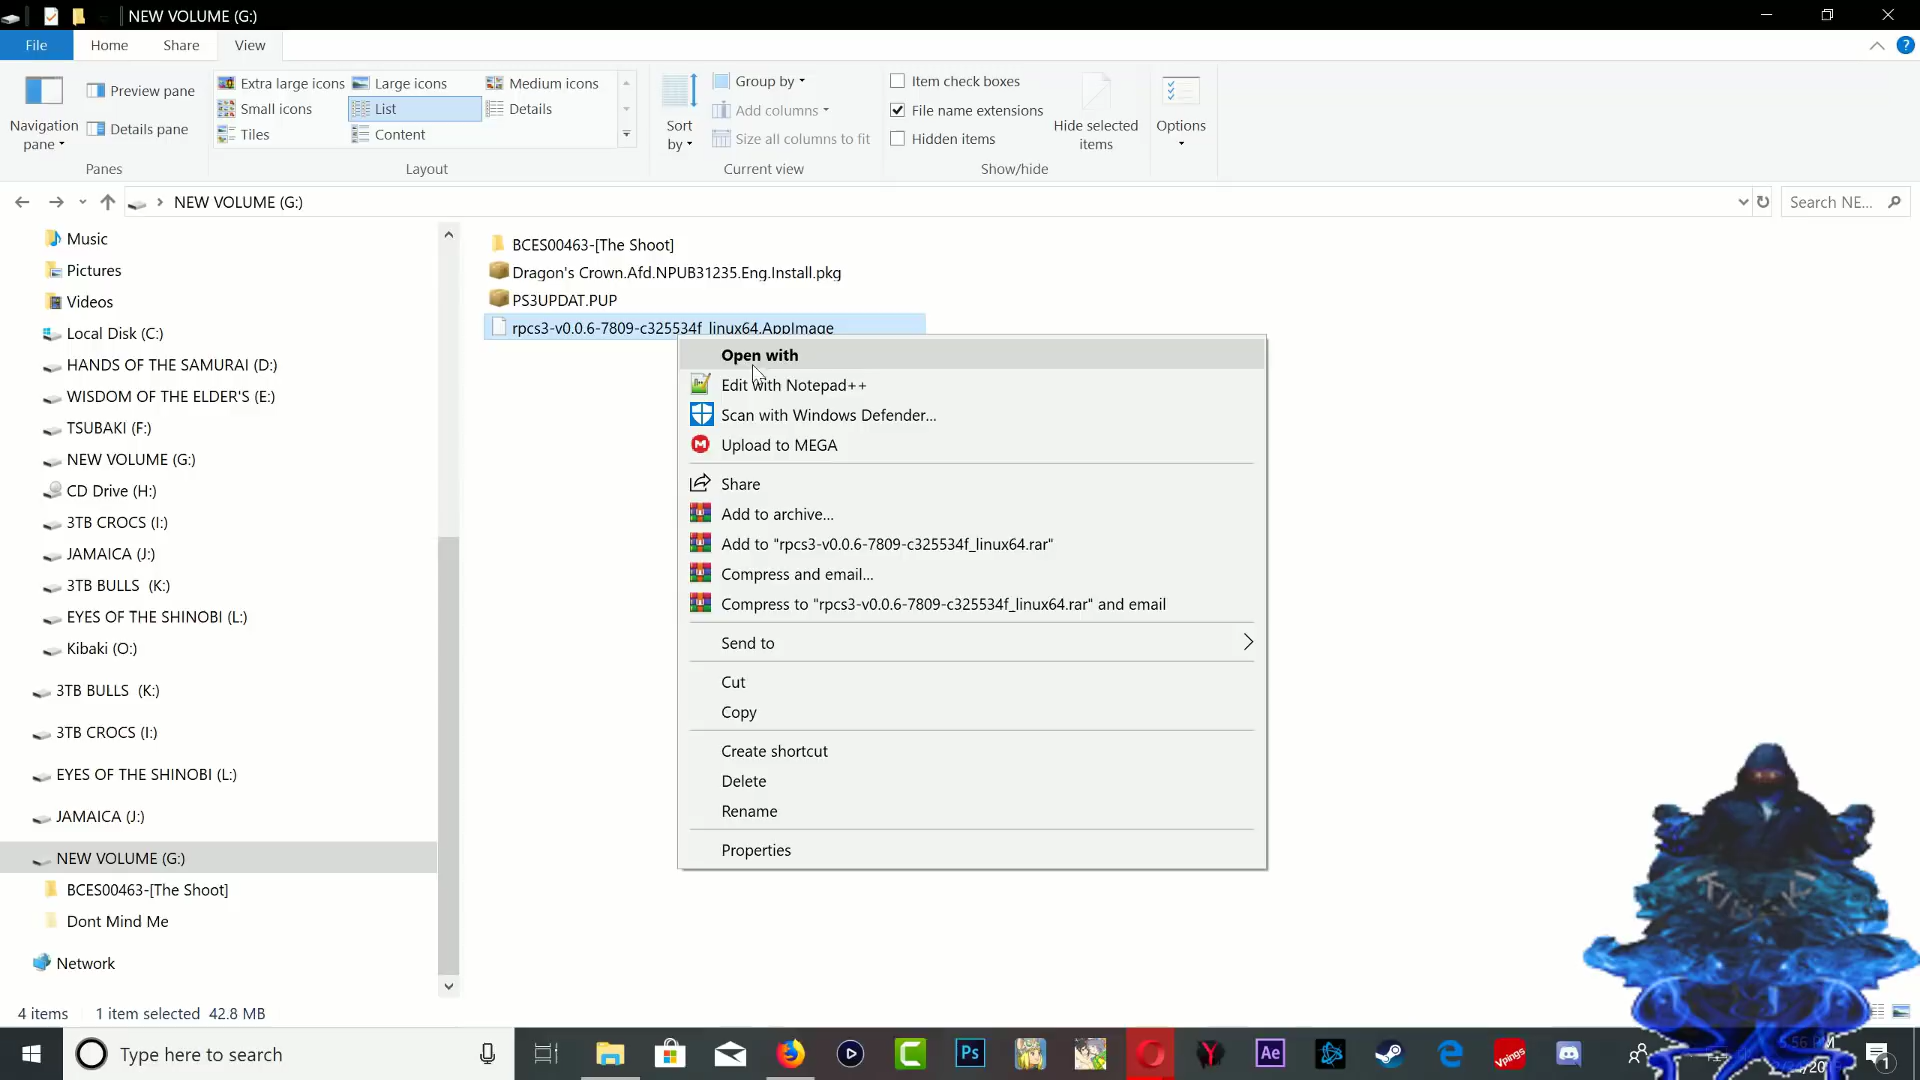 NEW VOLUME (G:)
File Home Share View
Navigation pane
Preview pane
Details pane
Panes
Extra large icons Large icons Medium icons
Small icons List Details
Tiles Content
Layout
Sort by
Group by
Add columns
Size all columns to fit
Current view
Item check boxes
File name extensions
Hidden items
Hide selected items
Show/hide
Options
NEW VOLUME (G:)
Search NE...
Music
Pictures
Videos
Local Disk (C:)
HANDS OF THE SAMURAI (D:)
WISDOM OF THE ELDER'S (E:)
TSUBAKI (F:)
NEW VOLUME (G:)
CD Drive (H:)
3TB CROCS (I:)
JAMAICA (J:)
3TB BULLS (K:)
EYES OF THE SHINOBI (L:)
Kibaki (O:)
3TB BULLS (K:)
3TB CROCS (I:)
EYES OF THE SHINOBI (L:)
JAMAICA (J:)
NEW VOLUME (G:)
BCES00463-[The Shoot]
Dont Mind Me
Network
BCES00463-[The Shoot]
Dragon's Crown.Afd.NPUB31235.Eng.Install.pkg
PS3UPDAT.PUP
rpcs3-v0.0.6-7809-c325534f_linux64.AppImage
Open with
Edit with Notepad++
Scan with Windows Defender...
Upload to MEGA
Share
Add to archive...
Add to "rpcs3-v0.0.6-7809-c325534f_linux64.rar"
Compress and email...
Compress to "rpcs3-v0.0.6-7809-c325534f_linux64.rar" and email
Send to
Cut
Copy
Create shortcut
Delete
Rename
Properties
4 items 1 item selected 42.8 MB
Type here to search
Ps
Ae
Vpings
5:56 PM
1